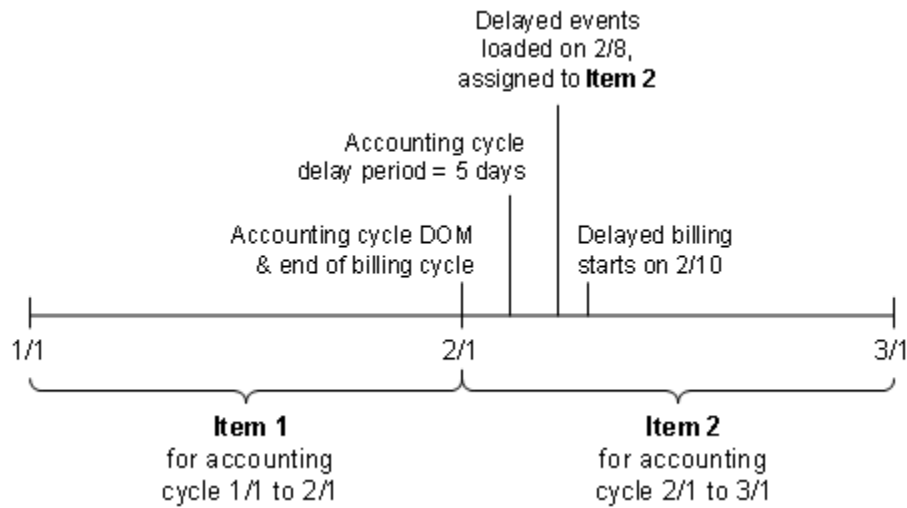 Delayed events
loaded on 2/8,
assigned to Item 2
Accounting cycle
delay period = 5 days
Accounting cycle DOM
& end of billing cycle
Delayed billing
starts on 2/10
1/1
2/1
3/1
Item 1
for accounting
cycle 1/1 to 2/1
Item 2
for accounting
cycle 2/1 to 3/1